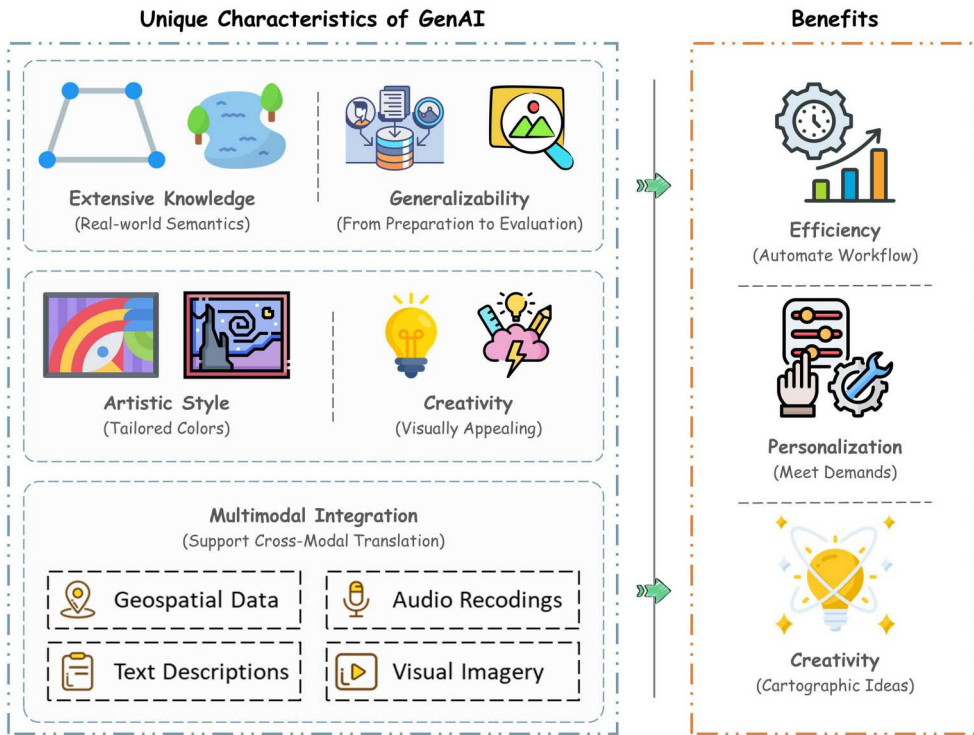 Unique Characteristics of GenAI
Benefits
Extensive Knowledge
(Real-world Semantics)
Generalizability
(From Preparation to Evaluation)
Artistic Style
(Tailored Colors)
Creativity
(Visually Appealing)
Multimodal Integration
(Support Cross-Modal Translation)
Geospatial Data
Audio Recodings
Text Descriptions
Visual Imagery
Efficiency
(Automate Workflow)
Personalization
(Meet Demands)
Creativity
(Cartographic Ideas)